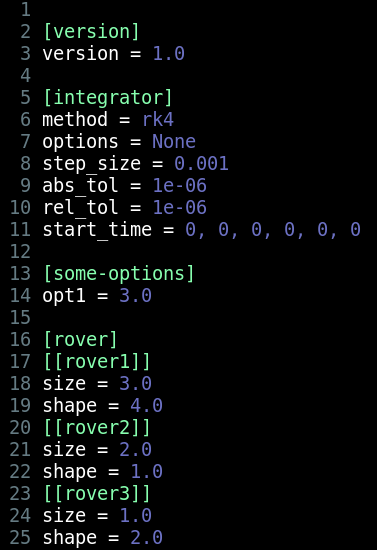 1
2 [version]
3 version = 1.0
4
5 [integrator]
6 method = rk4
7 options = None
8 step_size = 0.001
9 abs_tol = 1e-06
10 rel_tol = 1e-06
11 start_time = 0, 0, 0, 0, 0, 0
12
13 [some-options]
14 opt1 = 3.0
15
16 [rover]
17 [[rover1]]
18 size = 3.0
19 shape = 4.0
20 [[rover2]]
21 size = 2.0
22 shape = 1.0
23 [[rover3]]
24 size = 1.0
25 shape = 2.0